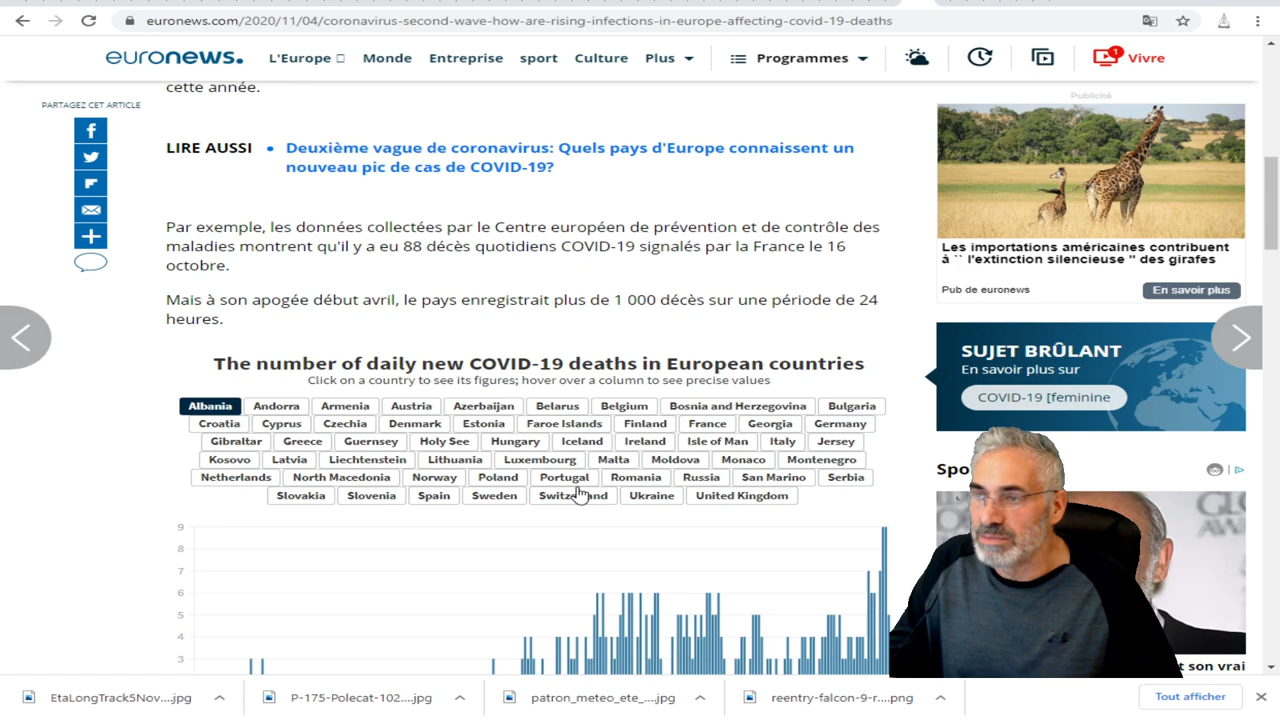 euronews.com/2020/11/04/coronavirus-second-wave-how-are-rising-infections-in-europe-affecting-covid-19-deaths
euronews.
L'Europe
Monde
Entreprise
sport
Culture
Plus
Programmes
1
Vivre
cette année.
PARTAGEZ CET ARTICLE
LIRE AUSSI
Deuxième vague de coronavirus: Quels pays d'Europe connaissent un
nouveau pic de cas de COVID-19?
Par exemple, les données collectées par le Centre européen de prévention et de contrôle des
maladies montrent qu'il y a eu 88 décès quotidiens COVID-19 signalés par la France le 16
octobre.
Mais à son apogée début avril, le pays enregistrait plus de 1 000 décès sur une période de 24
heures.
The number of daily new COVID-19 deaths in European countries
Click on a country to see its figures; hover over a column to see precise values
Albania Andorra Armenia Austria Azerbaijan Belarus Belgium Bosnia and Herzegovina Bulgaria
Croatia Cyprus Czechia Denmark Estonia Faroe Islands Finland France Georgia Germany
Gibraltar Greece Guernsey Holy See Hungary Iceland Ireland Isle of Man Italy Jersey
Kosovo Latvia Liechtenstein Lithuania Luxembourg Malta Moldova Monaco Montenegro
Netherlands North Macedonia Norway Poland Portugal Romania Russia San Marino Serbia
Slovakia Slovenia Spain Sweden Switzerland Ukraine United Kingdom
9
8
7
6
5
4
3
Publicité
Les importations américaines contribuent
à `` l'extinction silencieuse '' des girafes
Pub de euronews
En savoir plus
SUJET BRÛLANT
En savoir plus sur
COVID-19 [feminine
Spo
GLO
AWA
t son vrai
EtaLongTrack5Nov....jpg
P-175-Polecat-102....jpg
patron_meteo_ete_....jpg
reentry-falcon-9-r....png
Tout afficher